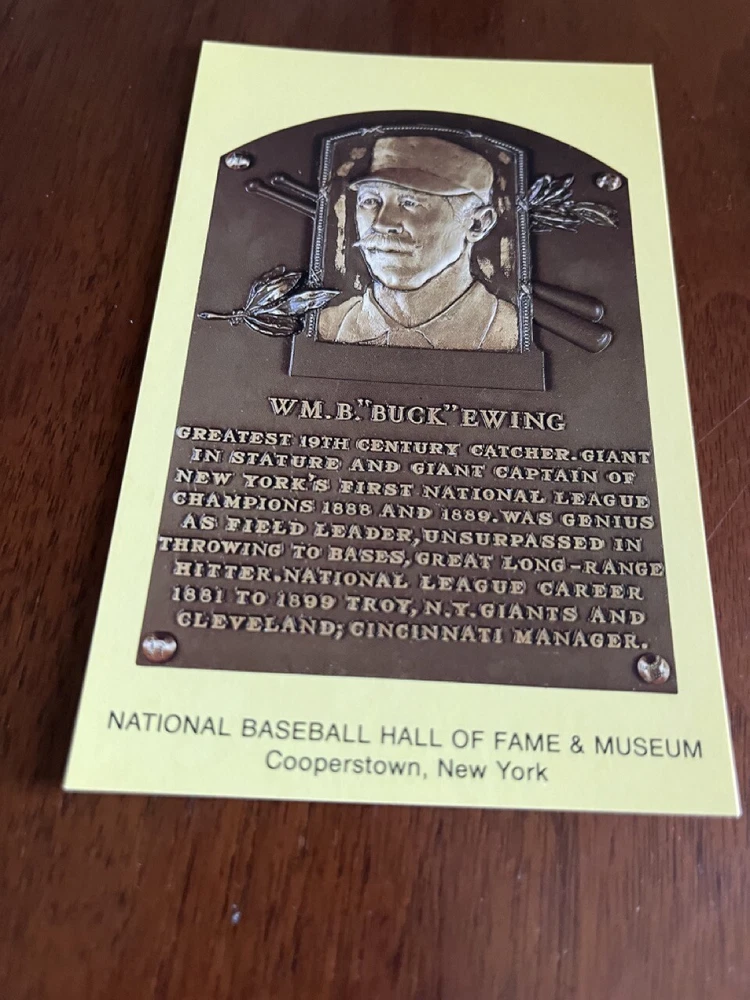 WM.B."BUCK"EWING
GREATEST 19TH CENTURY CATCHER.GIANT
IN STATURE AND GIANT CAPTAIN OF
NEW YORK'S FIRST NATIONAL LEAGUE
CHAMPIONS 1888 AND 1889.WAS GENIUS
AS FIELD LEADER,UNSURPASSED IN
THROWING TO BASES,GREAT LONG-RANGE
HITTER.NATIONAL LEAGUE CAREER
1881 TO 1899 TROY,N.Y.GIANTS AND
CLEVELAND;CINCINNATI MANAGER.
NATIONAL BASEBALL HALL OF FAME & MUSEUM
Cooperstown, New York